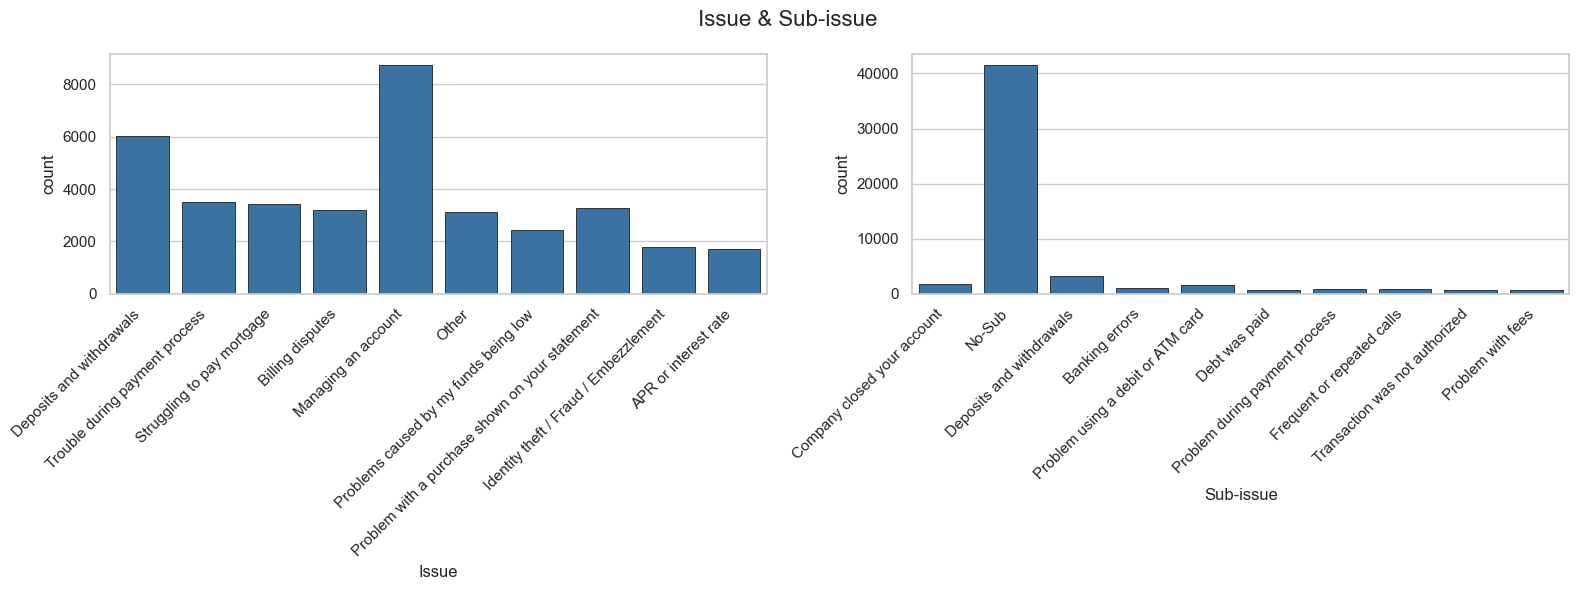 Issue & Sub-issue
count
8000
6000
4000
2000
0
Deposits and withdrawals
Trouble during payment process
Struggling to pay mortgage
Billing disputes
Managing an account
Other
Problems caused by my funds being low
Problem with a purchase shown on your statement
Identity theft / Fraud / Embezzlement
APR or interest rate
Issue
count
40000
30000
20000
10000
0
Company closed your account
No-Sub
Deposits and withdrawals
Banking errors
Problem using a debit or ATM card
Debt was paid
Problem during payment process
Frequent or repeated calls
Transaction was not authorized
Problem with fees
Sub-issue